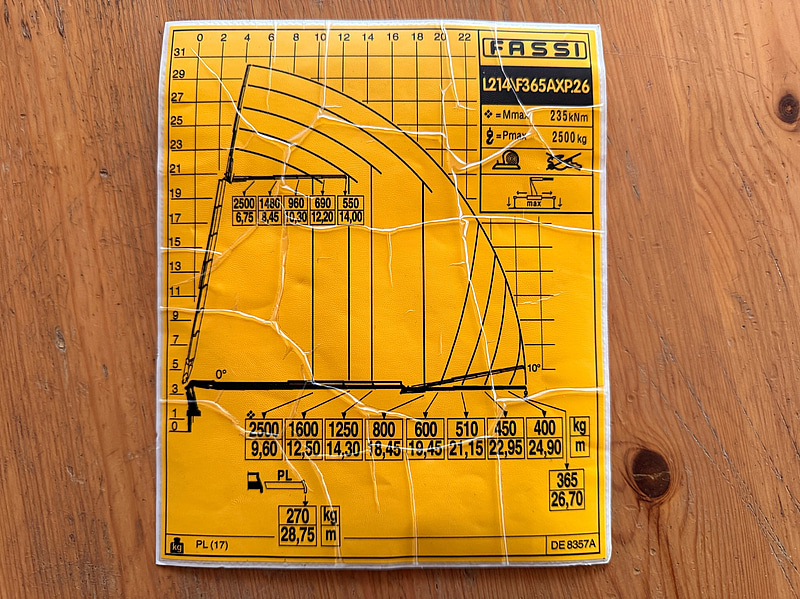 0 2 4 6 8 10 12 14 16 18 20 22
FASSI
L214\F365AXP.26
❖ = Mmax 235kNm
= Pmax 2500 kg
max
31
29
27
25
23
21
19
17
15
13
11
9
7
5
3
1
0
2500 1480 960 690 550
6,75 8,45 10,30 12,20 14,00
0°
10°
❖
2500 1600 1250 800 600 510 450 400 kg
9,60 12,50 14,30 18,45 19,45 21,15 22,95 24,90 m
365
26,70
PL
270 kg
28,75 m
kg PL (17) DE 8357A